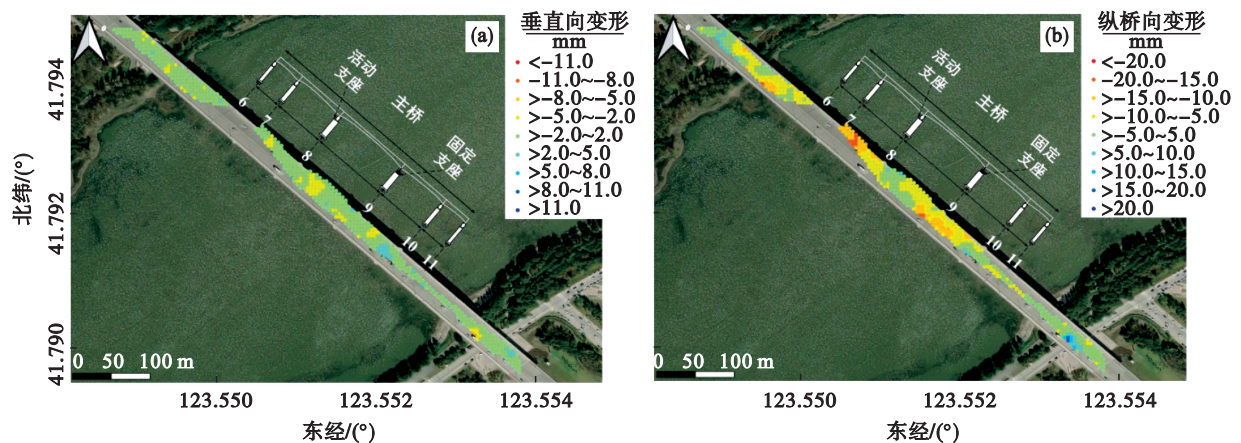 (a)
垂直向变形
mm
<−11.0
−11.0~−8.0
>−8.0~−5.0
>−5.0~−2.0
>−2.0~2.0
>2.0~5.0
>5.0~8.0
>8.0~11.0
>11.0
活动
支座
主桥
固定
支座
6
7
8
9
10
11
0 50 100 m
北纬/(°)
41.794
41.792
41.790
123.550
123.552
123.554
东经/(°)
(b)
纵桥向变形
mm
<−20.0
−20.0~−15.0
>−15.0~−10.0
>−10.0~−5.0
>−5.0~5.0
>5.0~10.0
>10.0~15.0
>15.0~20.0
>20.0
活动
支座
主桥
固定
支座
6
7
8
9
10
11
0 50 100 m
123.550
123.552
123.554
东经/(°)